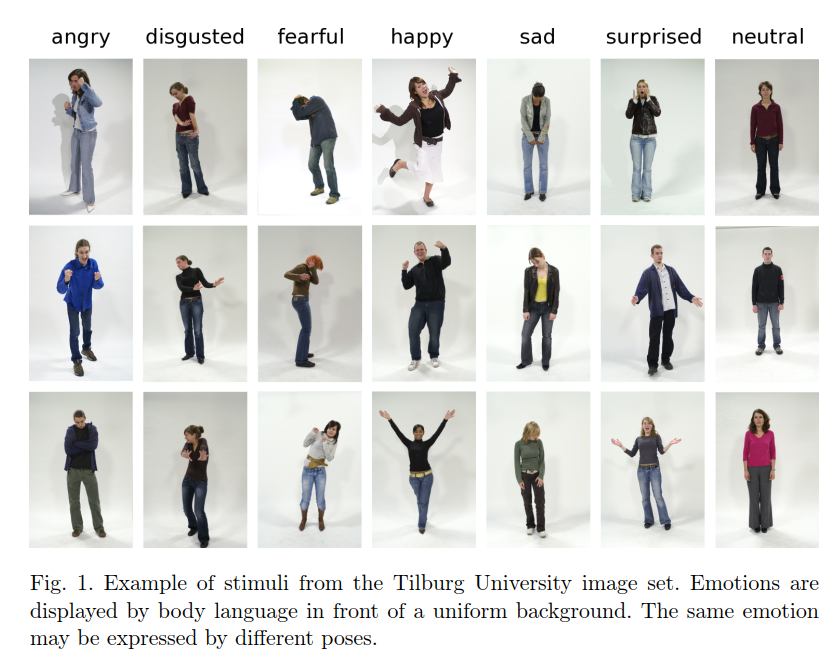 angry disgusted fearful happy sad surprised neutral
Fig. 1. Example of stimuli from the Tilburg University image set. Emotions are
displayed by body language in front of a uniform background. The same emotion
may be expressed by different poses.